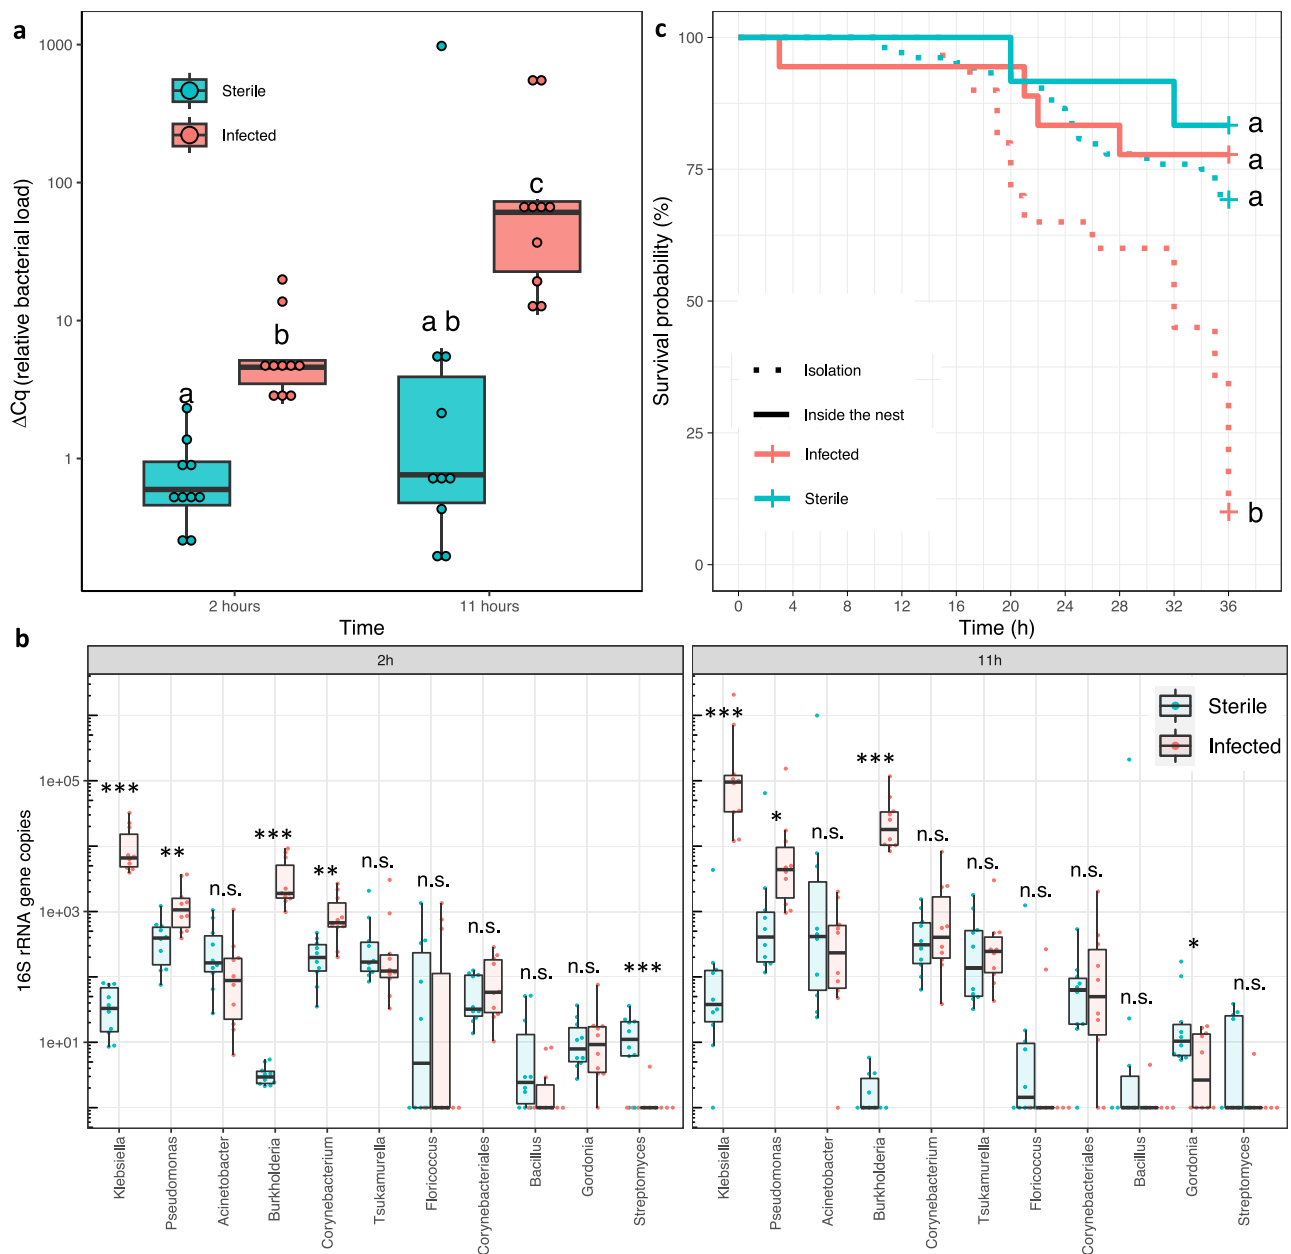 a
1000
100
10
1
ΔCq (relative bacterial load)
Sterile
Infected
a
b
a b
c
2 hours
11 hours
Time
c
100
75
50
25
0
Survival probability (%)
Isolation
Inside the nest
Infected
Sterile
a
a
a
b
0
4
8
12
16
20
24
28
32
36
Time (h)
b
2h
11h
16S rRNA gene copies
1e+05
1e+03
1e+01
***
**
n.s.
***
**
n.s.
n.s.
n.s.
n.s.
n.s.
***
***
*
n.s.
***
n.s.
n.s.
n.s.
n.s.
n.s.
*
n.s.
Sterile
Infected
Klebsiella
Pseudomonas
Acinetobacter
Burkholderia
Corynebacterium
Tsukamurella
Floricoccus
Corynebacteriales
Bacillus
Gordonia
Streptomyces
Klebsiella
Pseudomonas
Acinetobacter
Burkholderia
Corynebacterium
Tsukamurella
Floricoccus
Corynebacteriales
Bacillus
Gordonia
Streptomyces